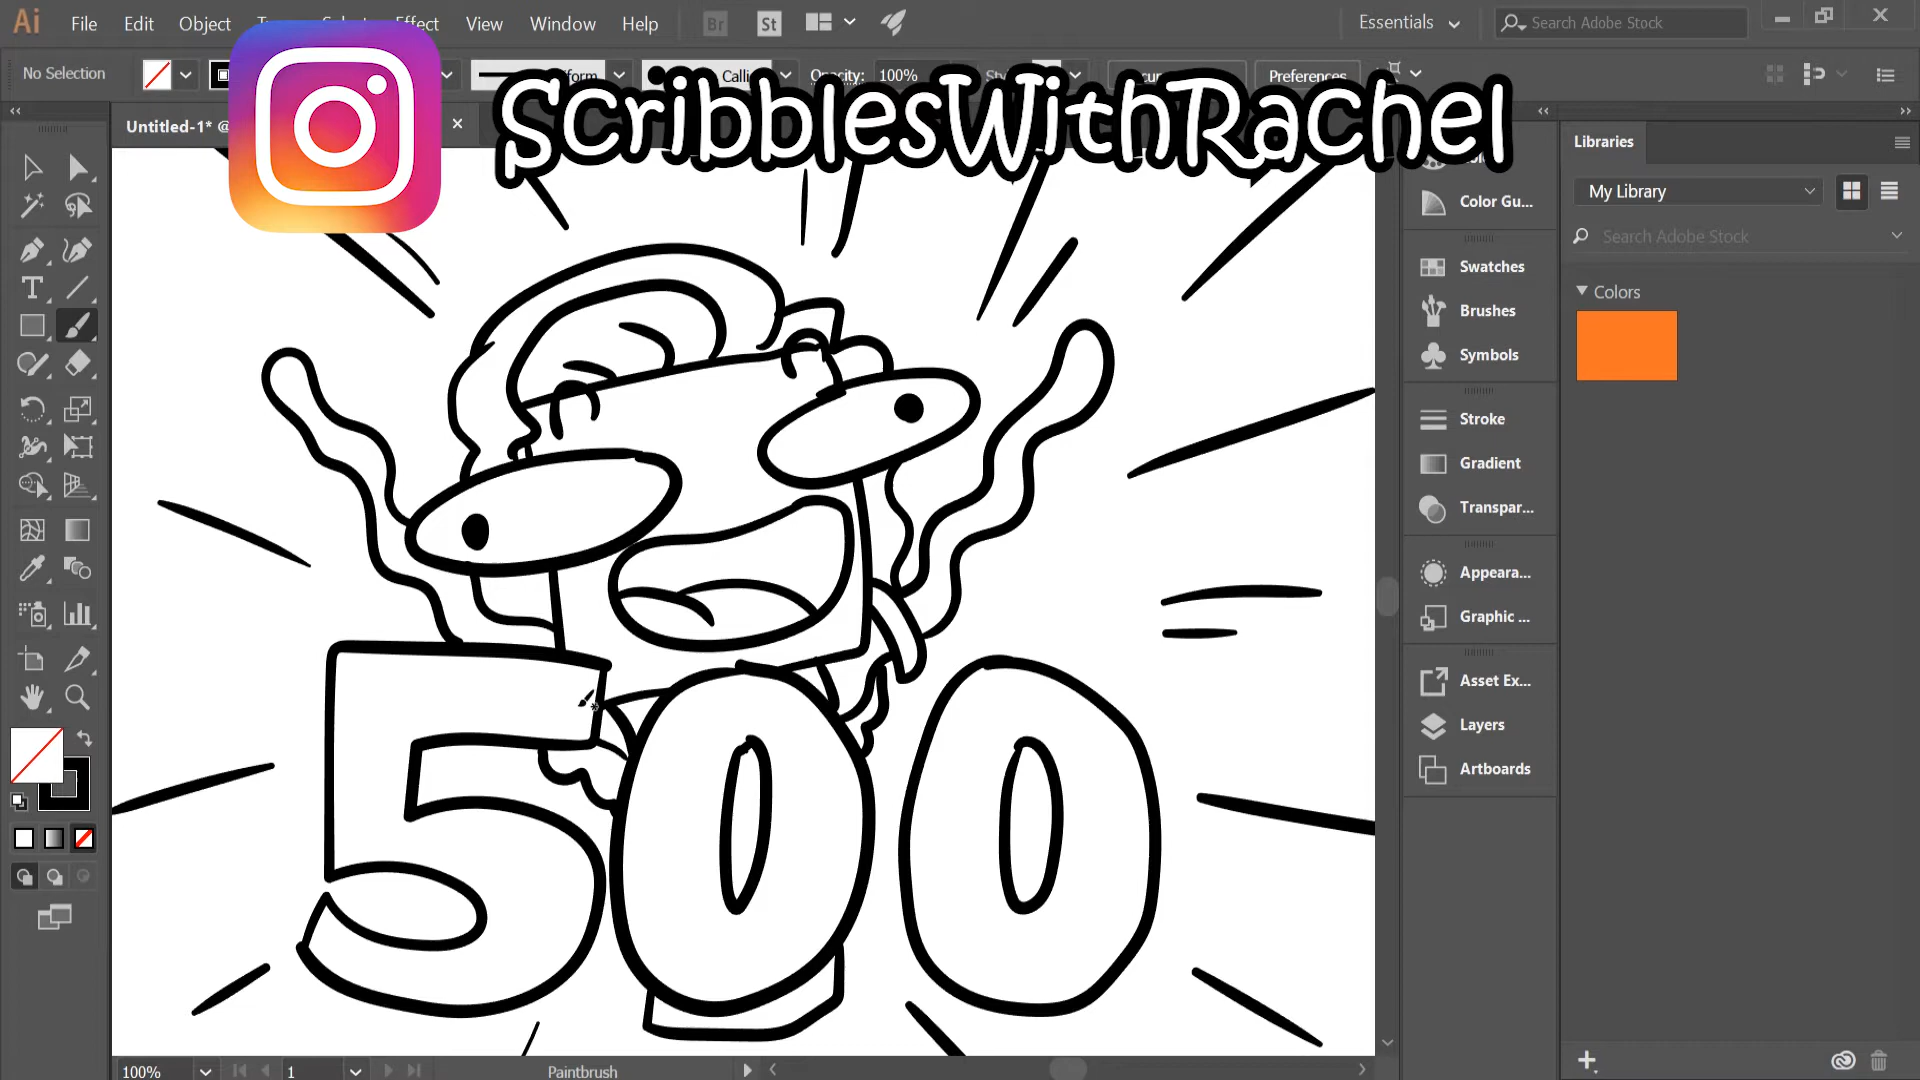 Ai File Edit Object Effect View Window Help Br St Essentials Search Adobe Stock
No Selection Opacity: 100% Preferences
ScribblesWithRachel
Untitled-1* @
Libraries
My Library
Search Adobe Stock
Colors
Color Gu...
Swatches
Brushes
Symbols
Stroke
Gradient
Transpar...
Appeara...
Graphic ...
Asset Ex...
Layers
Artboards
500
100% 1 Paintbrush